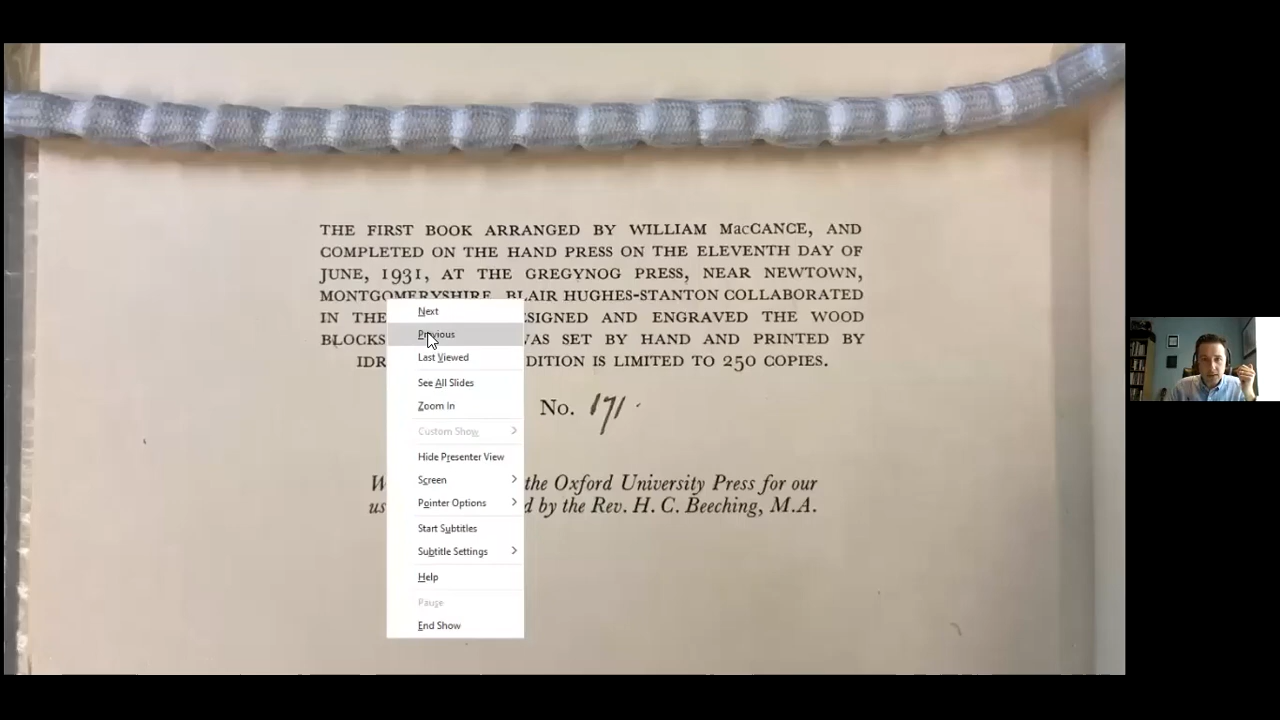 THE FIRST BOOK ARRANGED BY WILLIAM MacCANCE, AND
COMPLETED ON THE HAND PRESS ON THE ELEVENTH DAY OF
JUNE, 1931, AT THE GREGYNOG PRESS, NEAR NEWTOWN,
MONTGOMERYSHIRE. BLAIR HUGHES-STANTON COLLABORATED
IN THE
AND ENGRAVED THE WOOD
BLOCKS
SET BY HAND AND PRINTED BY
IS LIMITED TO 250 COPIES.
No. 171
the Oxford University Press for our
by the Rev. H. C. Beeching, M.A.
Next
Previous
Last Viewed
See All Slides
Zoom In
Custom Show
Hide Presenter View
Screen
Pointer Options
Start Subtitles
Subtitle Settings
Help
Pause
End Show